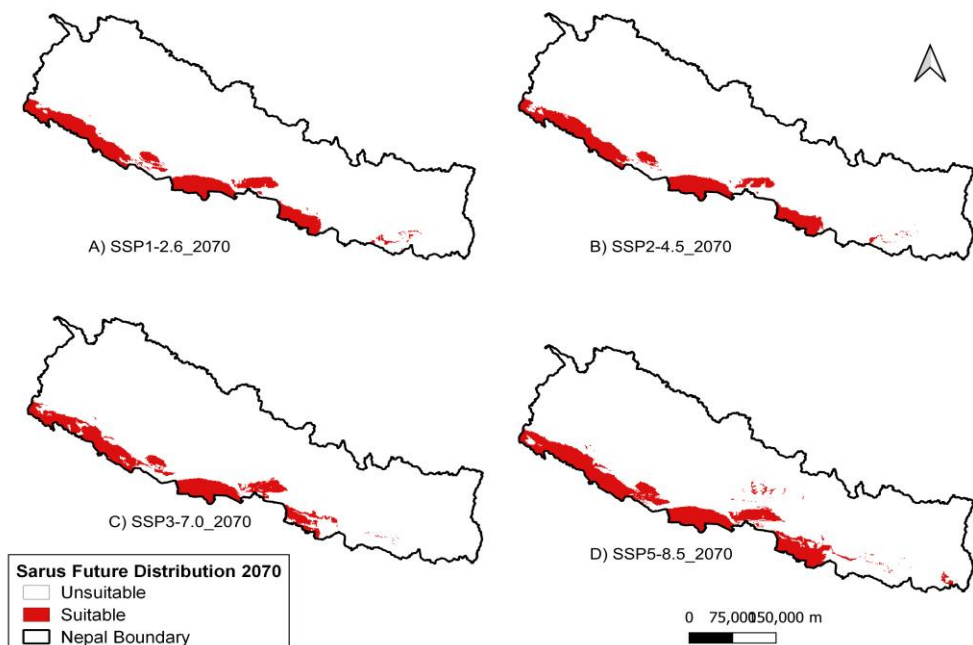 A) SSP1-2.6_2070
B) SSP2-4.5_2070
C) SSP3-7.0_2070
D) SSP5-8.5_2070
Sarus Future Distribution 2070
Unsuitable
Suitable
Nepal Boundary
0 75,000150,000 m